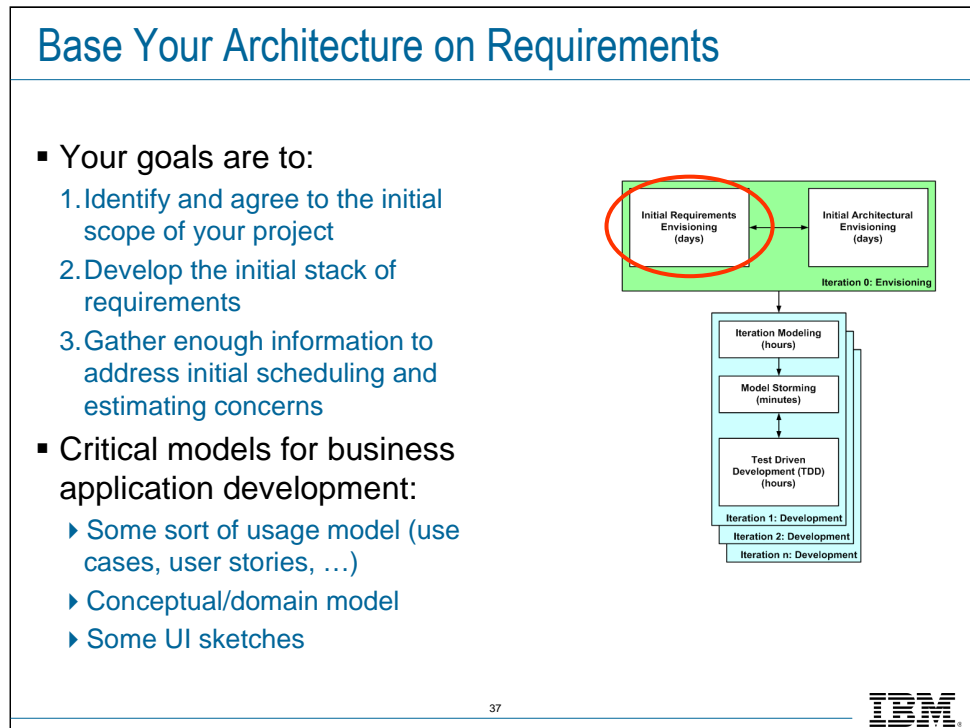 Base Your Architecture on Requirements
▪ Your goals are to:
1. Identify and agree to the initial
scope of your project
2. Develop the initial stack of
requirements
3. Gather enough information to
address initial scheduling and
estimating concerns
▪ Critical models for business
application development:
Some sort of usage model (use
cases, user stories, …)
Conceptual/domain model
Some UI sketches
Initial Requirements
Envisioning
(days)
Initial Architectural
Envisioning
(days)
Iteration 0: Envisioning
Iteration Modeling
(hours)
Model Storming
(minutes)
Test Driven
Development (TDD)
(hours)
Iteration 1: Development
Iteration 2: Development
Iteration n: Development
37
IBM